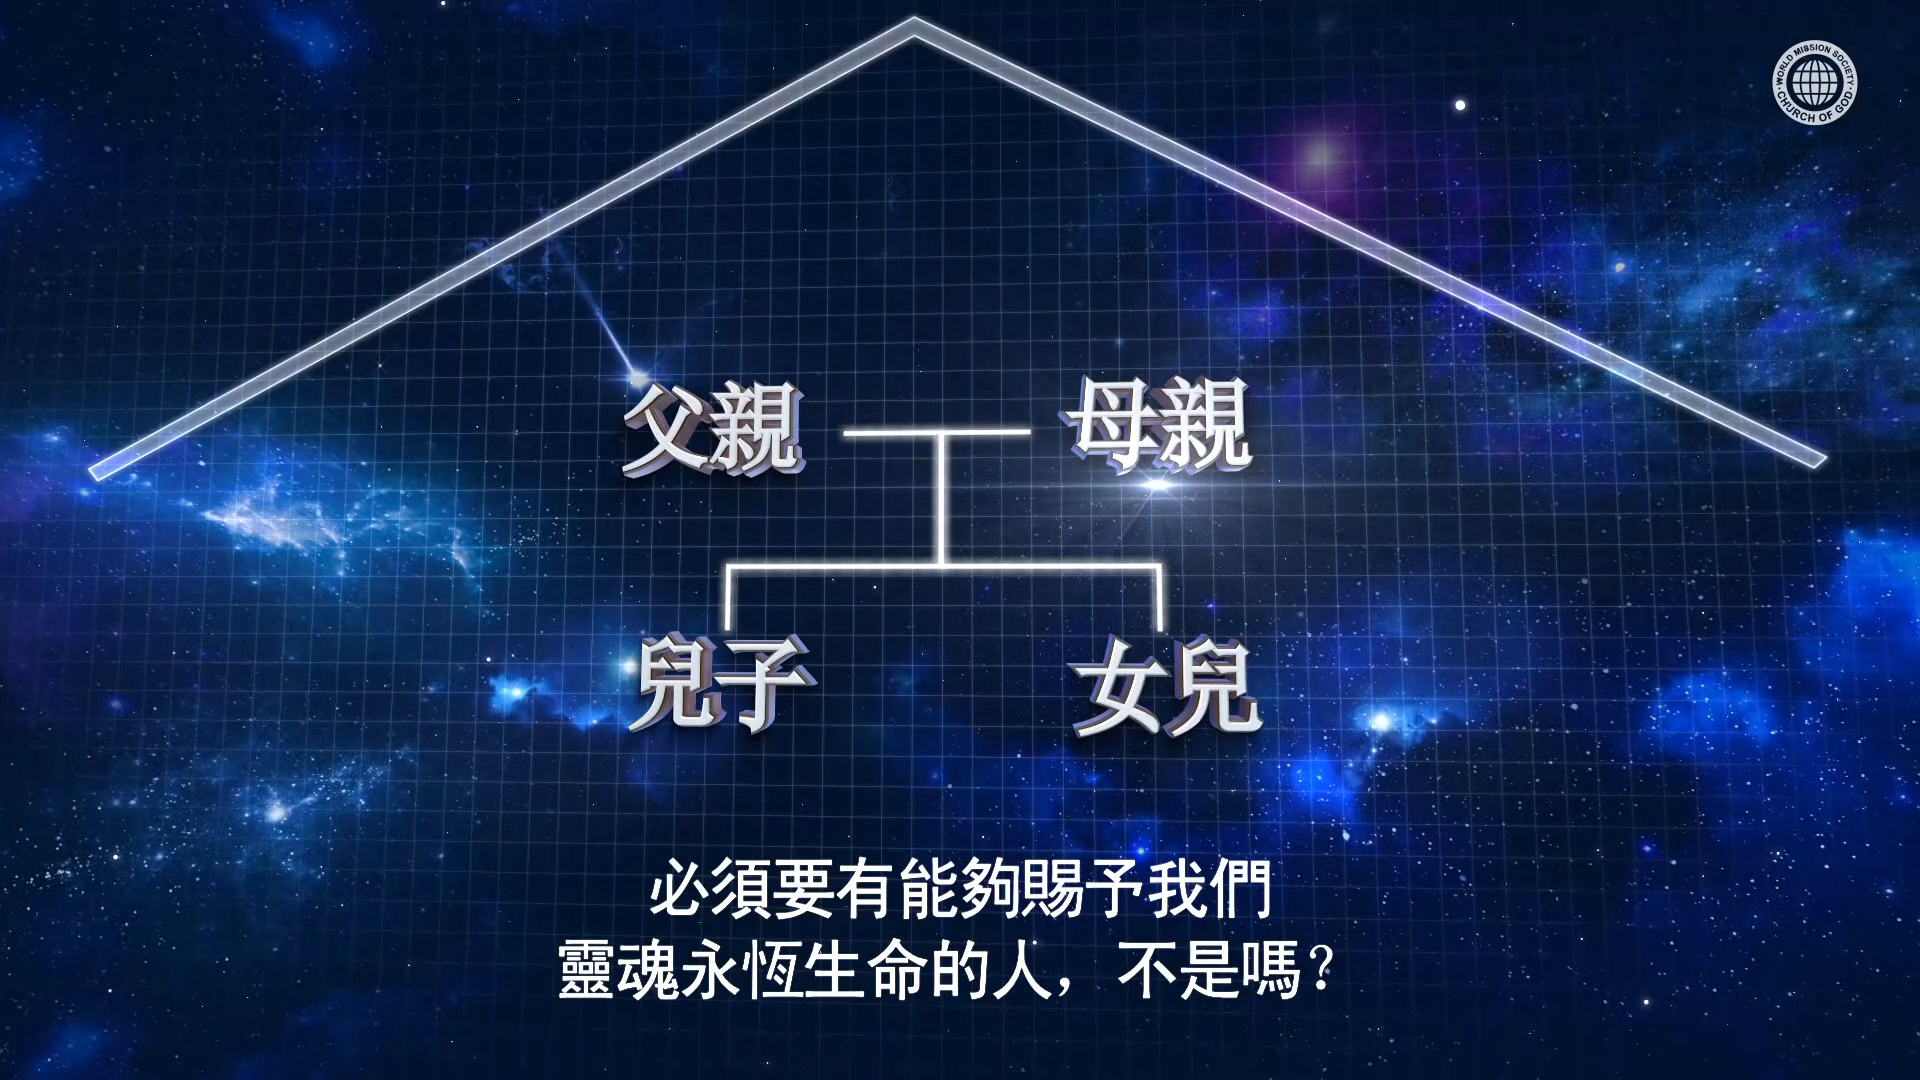 WORLD MISSION SOCIETY
CHURCH OF GOD
父親 母親
兒子 女兒
必須要有能夠賜予我們
靈魂永恆生命的人，不是嗎？